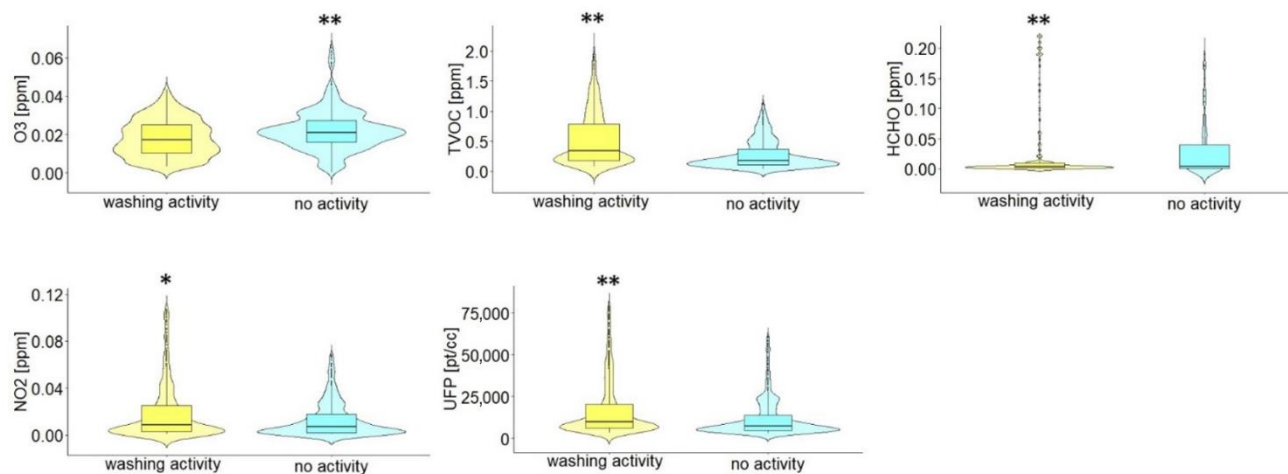 **
O3 [ppm]
0.06
0.04
0.02
0.00
washing activity no activity
**
TVOC [ppm]
2.0
1.5
1.0
0.5
0.0
washing activity no activity
**
HCHO [ppm]
0.20
0.15
0.10
0.05
0.00
washing activity no activity
*
NO2 [ppm]
0.12
0.08
0.04
0.00
washing activity no activity
**
UFP [pt/cc]
75,000
50,000
25,000
0
washing activity no activity